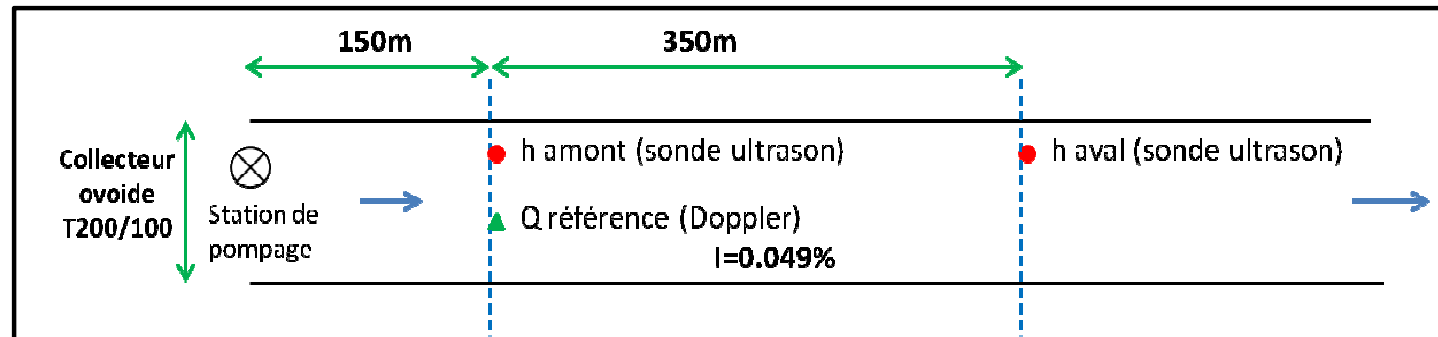 150m
350m
h amont (sonde ultrason)
h aval (sonde ultrason)
Collecteur
ovoide
T200/100
Station de
pompage
Q référence (Doppler)
I=0.049%